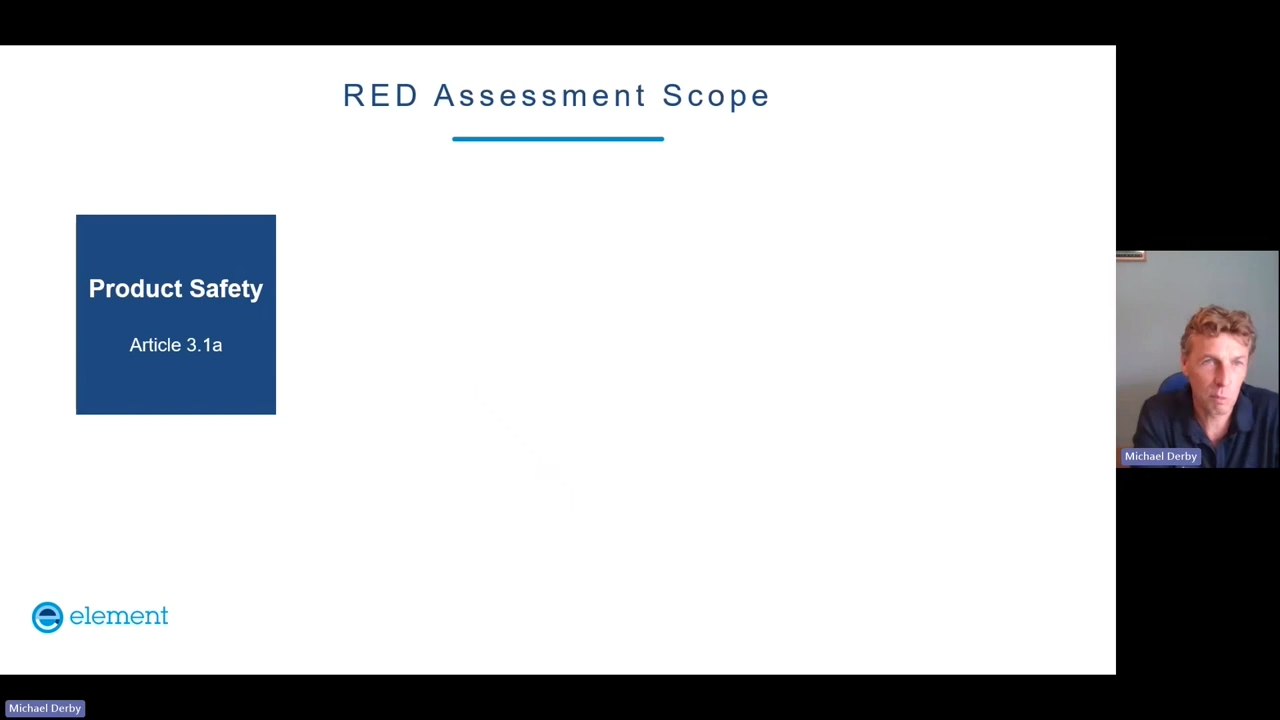 RED Assessment Scope
Product Safety
Article 3.1a
element
Michael Derby
Michael Derby